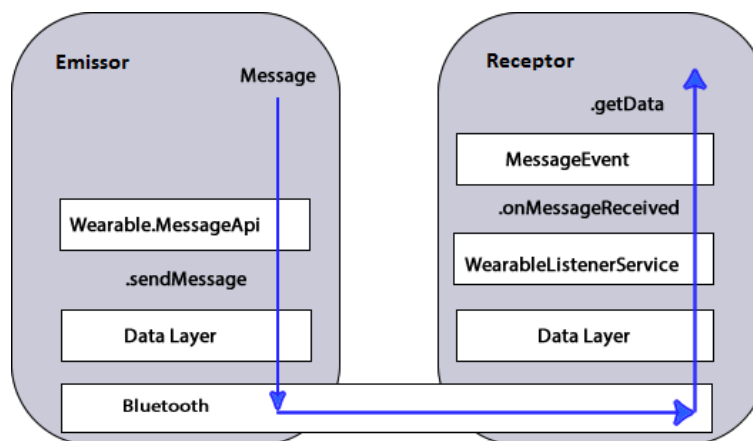 Emissor
Message
Wearable.MessageApi
.sendMessage
Data Layer
Bluetooth
Receptor
.getData
MessageEvent
.onMessageReceived
WearableListenerService
Data Layer